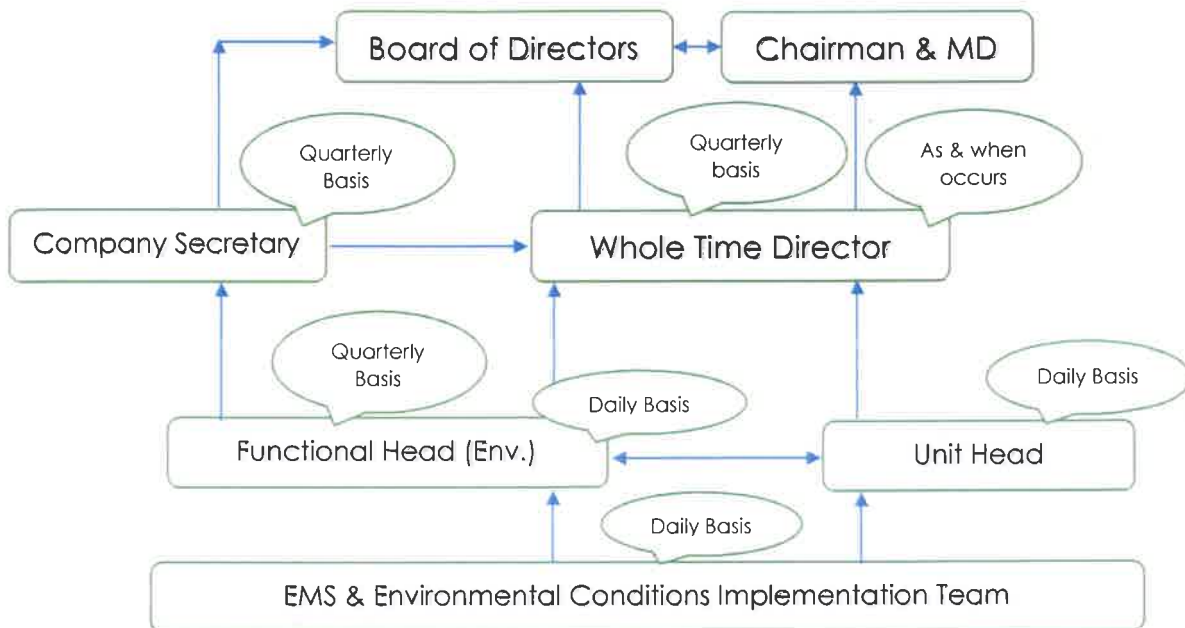 Board of Directors
Chairman & MD
Quarterly
Basis
Quarterly
basis
As & when
occurs
Company Secretary
Whole Time Director
Quarterly
Basis
Daily Basis
Daily Basis
Functional Head (Env.)
Unit Head
Daily Basis
EMS & Environmental Conditions Implementation Team